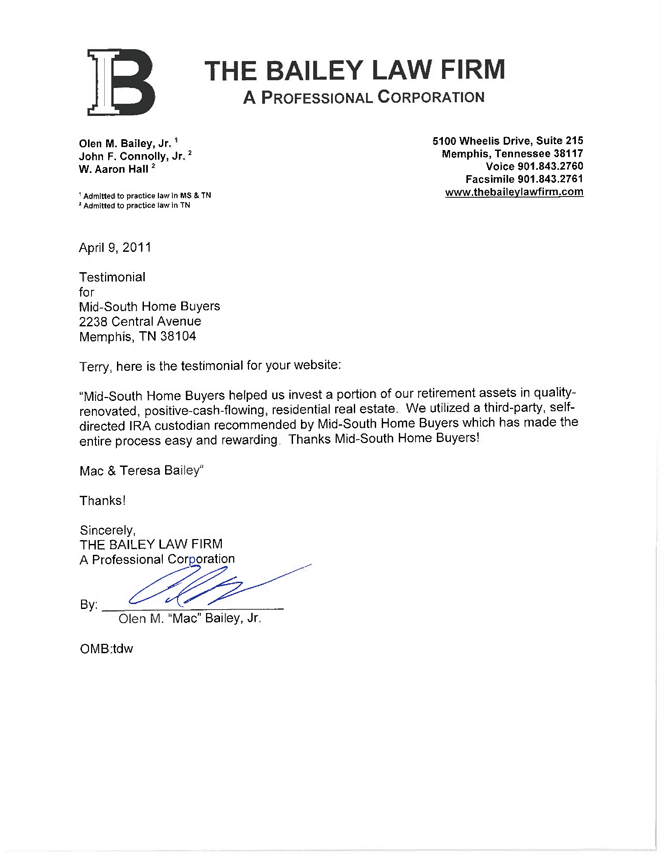 B
THE BAILEY LAW FIRM
A PROFESSIONAL CORPORATION
Olen M. Bailey, Jr. ¹
John F. Connolly, Jr. ²
W. Aaron Hall ²
¹ Admitted to practice law in MS & TN
² Admitted to practice law in TN
5100 Wheelis Drive, Suite 215
Memphis, Tennessee 38117
Voice 901.843.2760
Facsimile 901.843.2761
www.thebaileylawfirm.com
April 9, 2011
Testimonial
for
Mid-South Home Buyers
2238 Central Avenue
Memphis, TN 38104
Terry, here is the testimonial for your website:
"Mid-South Home Buyers helped us invest a portion of our retirement assets in quality-
renovated, positive-cash-flowing, residential real estate.  We utilized a third-party, self-
directed IRA custodian recommended by Mid-South Home Buyers which has made the
entire process easy and rewarding.  Thanks Mid-South Home Buyers!
Mac & Teresa Bailey"
Thanks!
Sincerely,
THE BAILEY LAW FIRM
A Professional Corporation
By:
Olen M. "Mac" Bailey, Jr.
OMB:tdw